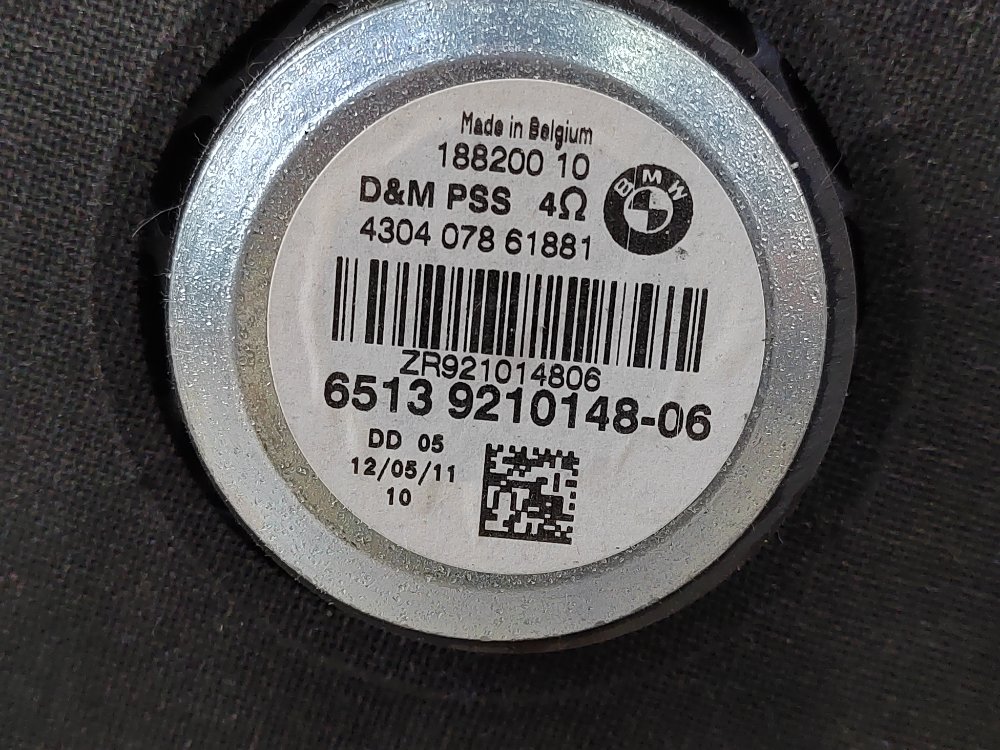 Made in Belgium
188200 10
D&M PSS 4Ω
BMW
4304 078 61881
ZR921014806
6513 9210148-06
DD 05
12/05/11
10